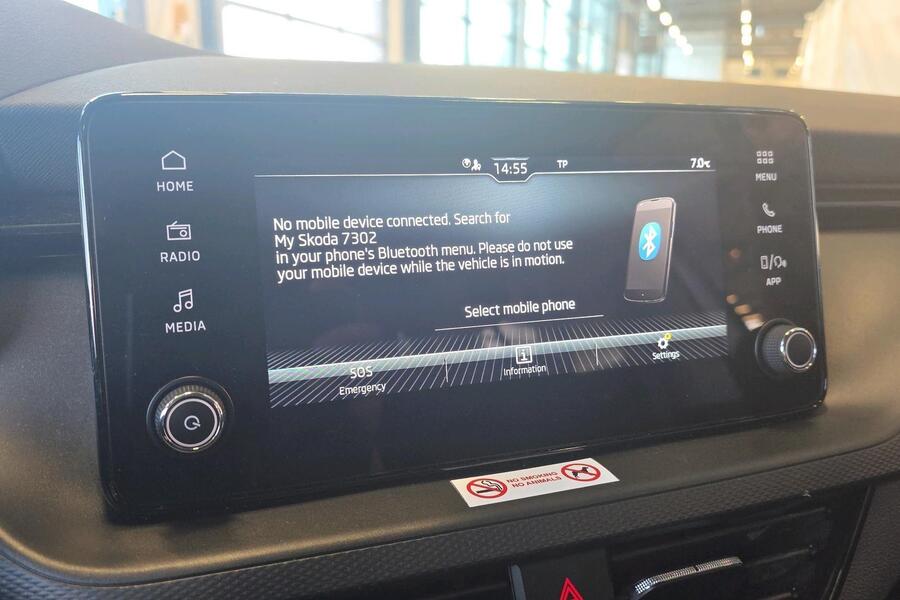 14:55
TP
7.0°C
HOME
RADIO
MEDIA
No mobile device connected. Search for
My Skoda 7302
in your phone's Bluetooth menu. Please do not use
your mobile device while the vehicle is in motion.
Select mobile phone
SOS
Emergency
i
Information
Settings
MENU
PHONE
APP
NO SMOKING
NO ANIMALS